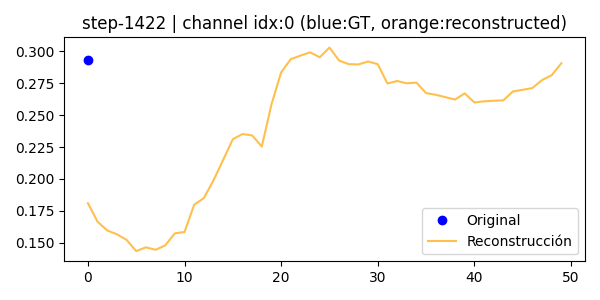 step-1422 | channel idx:0 (blue:GT, orange:reconstructed)
0.300
0.275
0.250
0.225
0.200
0.175
0.150
0 10 20 30 40 50
Original
Reconstrucción